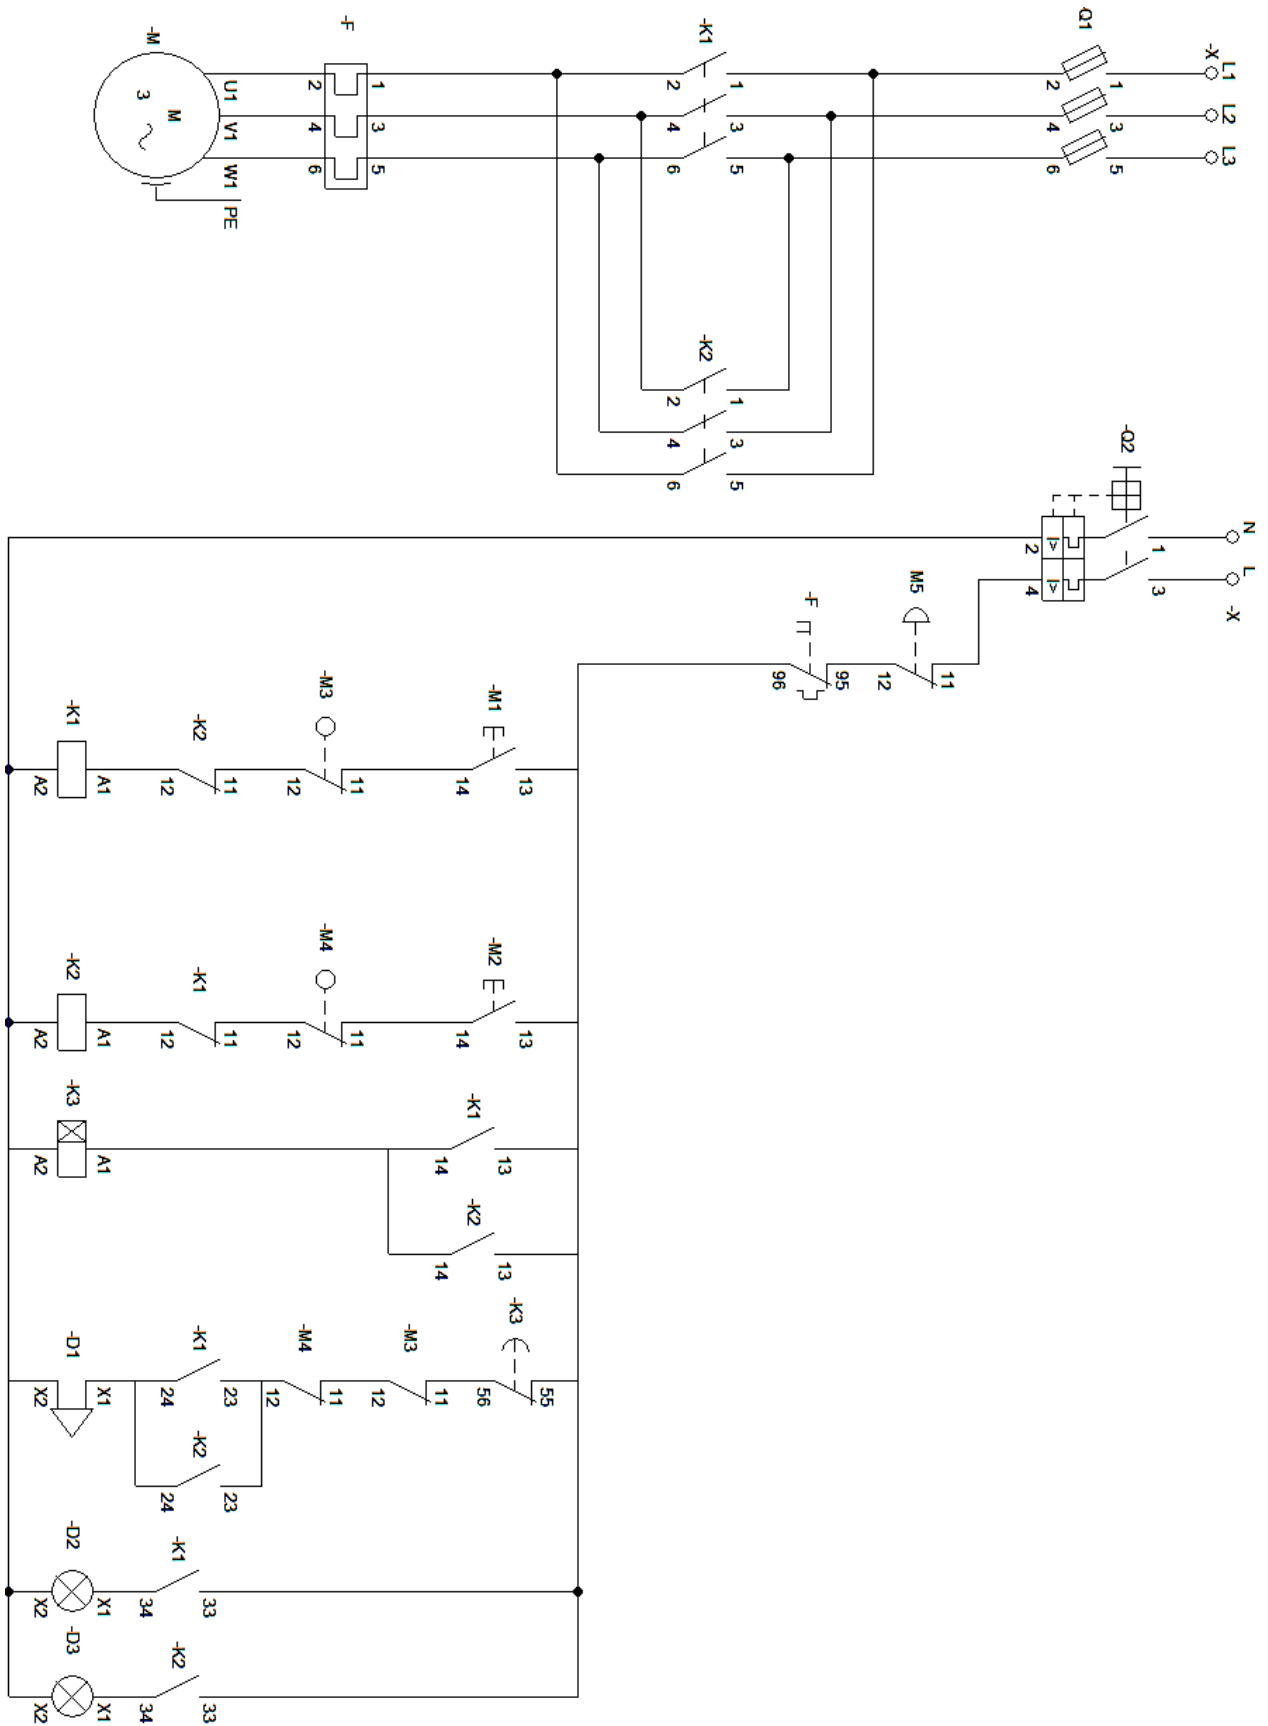 -M
-F
-K1
-Q1
-X
L1
L2
L3
U1
2
1
2
1
2
1
V1
4
3
4
3
4
3
W1
6
5
6
5
6
5
PE
3
M
-K2
2
1
4
3
6
5
-Q2
N
L
-X
2
I>
1
4
I>
3
M5
-F
96
95
12
11
-K1
-K2
-M3
-M1
A2
A1
12
11
12
11
14
13
-K2
-K1
-M4
-M2
A2
A1
12
11
12
11
14
13
-K3
-K1
A2
A1
14
13
-K2
14
13
-D1
-K1
-M4
-M3
-K3
X2
X1
24
23
12
11
12
11
56
55
-K2
24
23
-D2
-K1
X2
X1
34
33
-D3
-K2
X2
X1
34
33